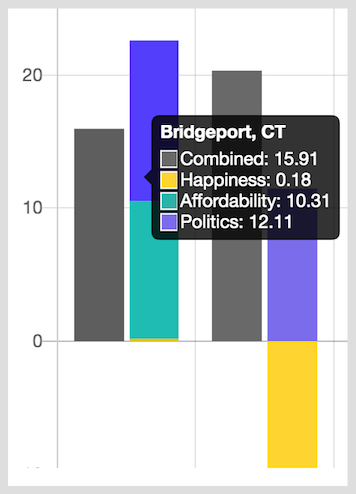 20
Bridgeport, CT
Combined: 15.91
Happiness: 0.18
Affordability: 10.31
Politics: 12.11
10
0